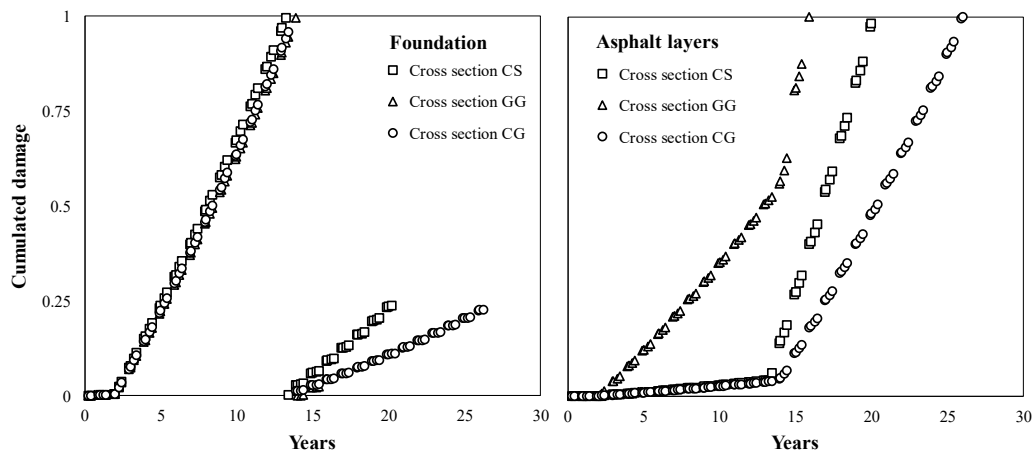 Cumulated damage
1
0.75
0.5
0.25
0
0 5 10 15 20 25 30
Years
Foundation
Cross section CS
Cross section GG
Cross section CG
0 5 10 15 20 25 30
Years
Asphalt layers
Cross section CS
Cross section GG
Cross section CG